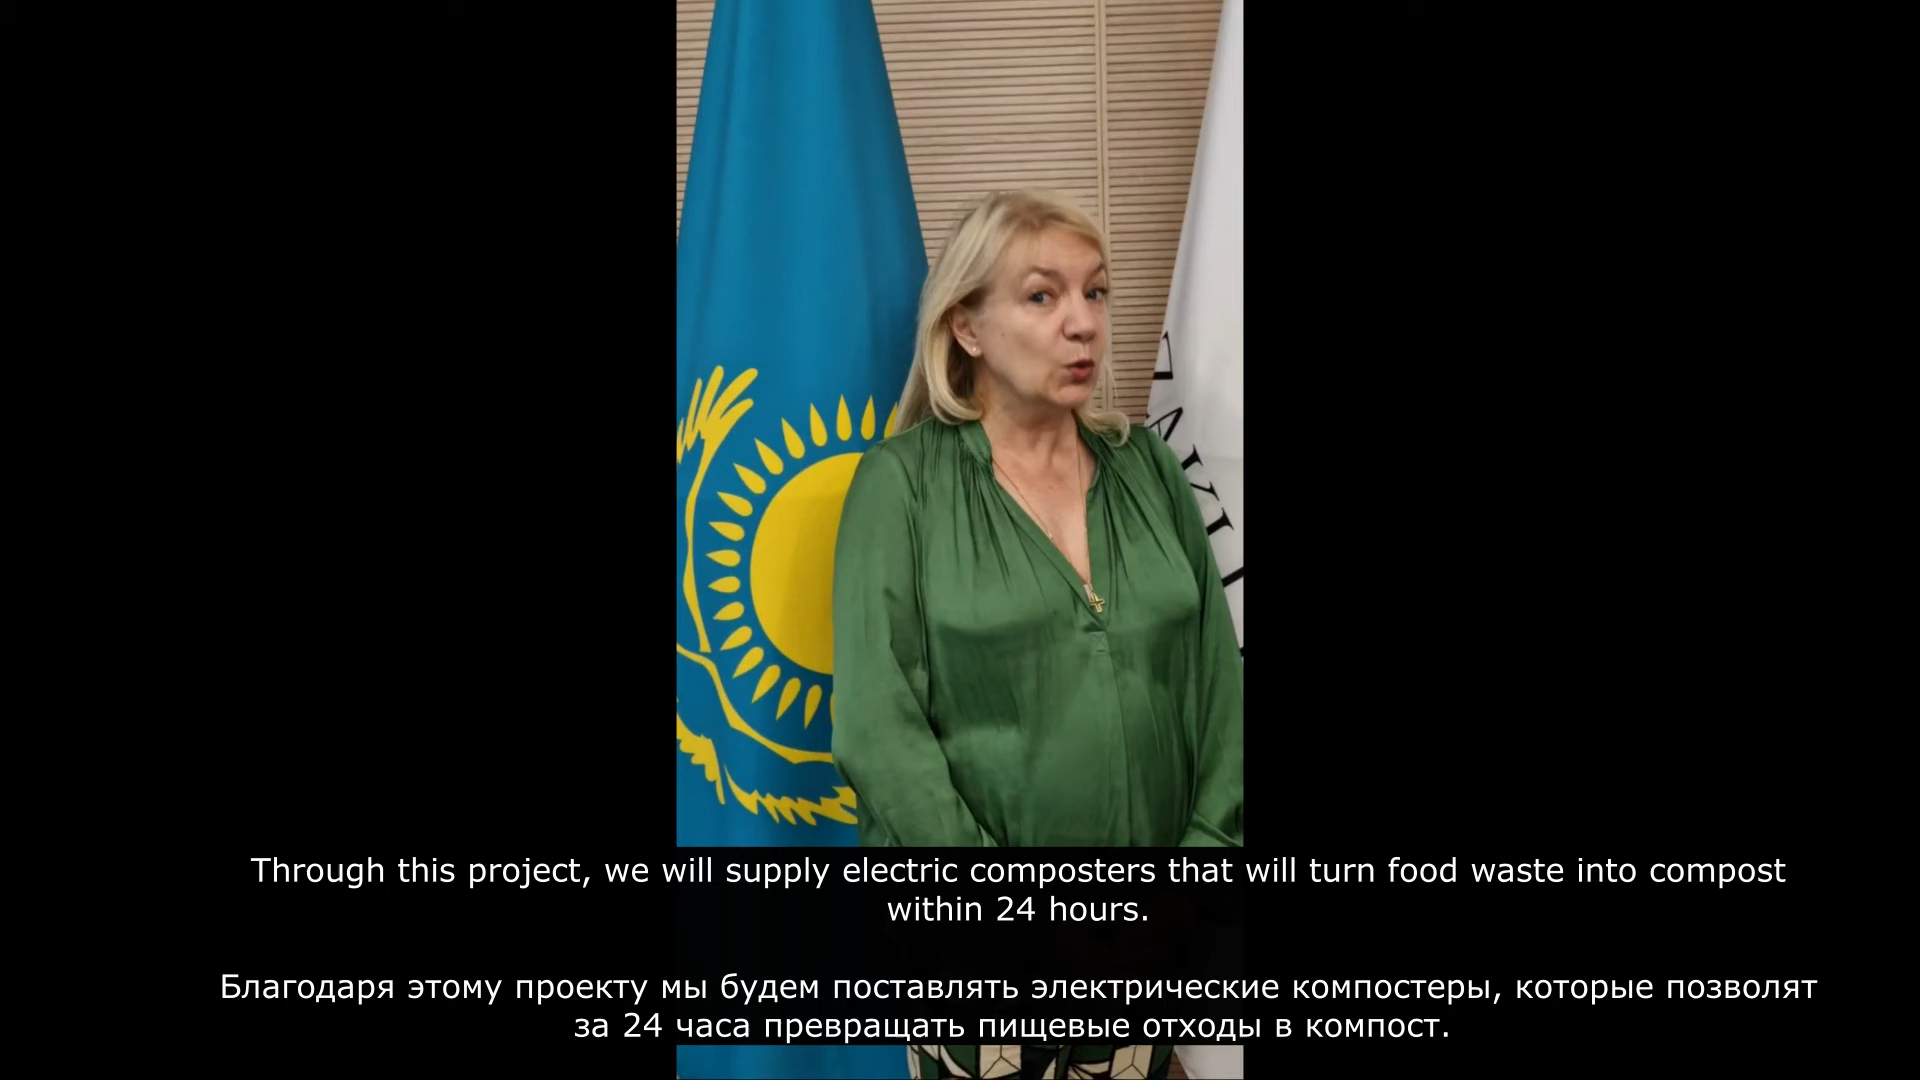 Through this project, we will supply electric composters that will turn food waste into compost
within 24 hours.
Благодаря этому проекту мы будем поставлять электрические компостеры, которые позволят
за 24 часа превращать пищевые отходы в компост.